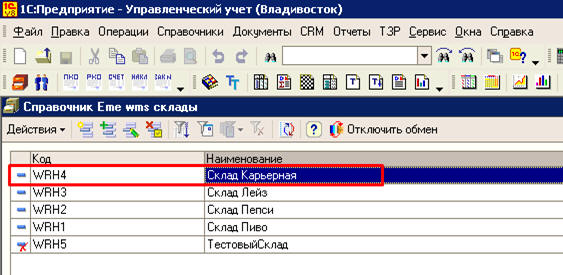 1С:Предприятие - Управленческий учет (Владивосток)
Файл Правка Операции Справочники Документы CRM Отчеты ТЗР Сервис Окна Справка
ПКО РКО СЧЕТ НАКЛ ЗАКАЗ
Справочник Eme wms склады
Действия Отключить обмен
Код Наименование
WRH4 Склад Карьерная
WRH3 Склад Лейз
WRH2 Склад Пепси
WRH1 Склад Пиво
WRH5 ТестовыйСклад